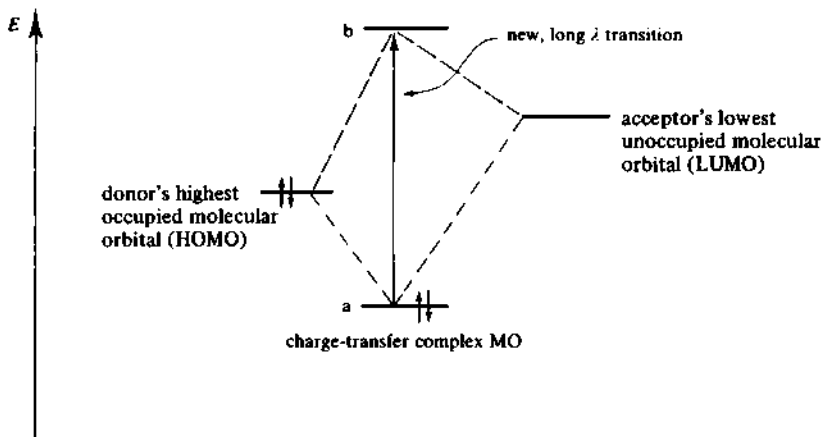 ε
b
new, long λ transition
acceptor's lowest
unoccupied molecular
orbital (LUMO)
donor's highest
occupied molecular
orbital (HOMO)
a
charge-transfer complex MO